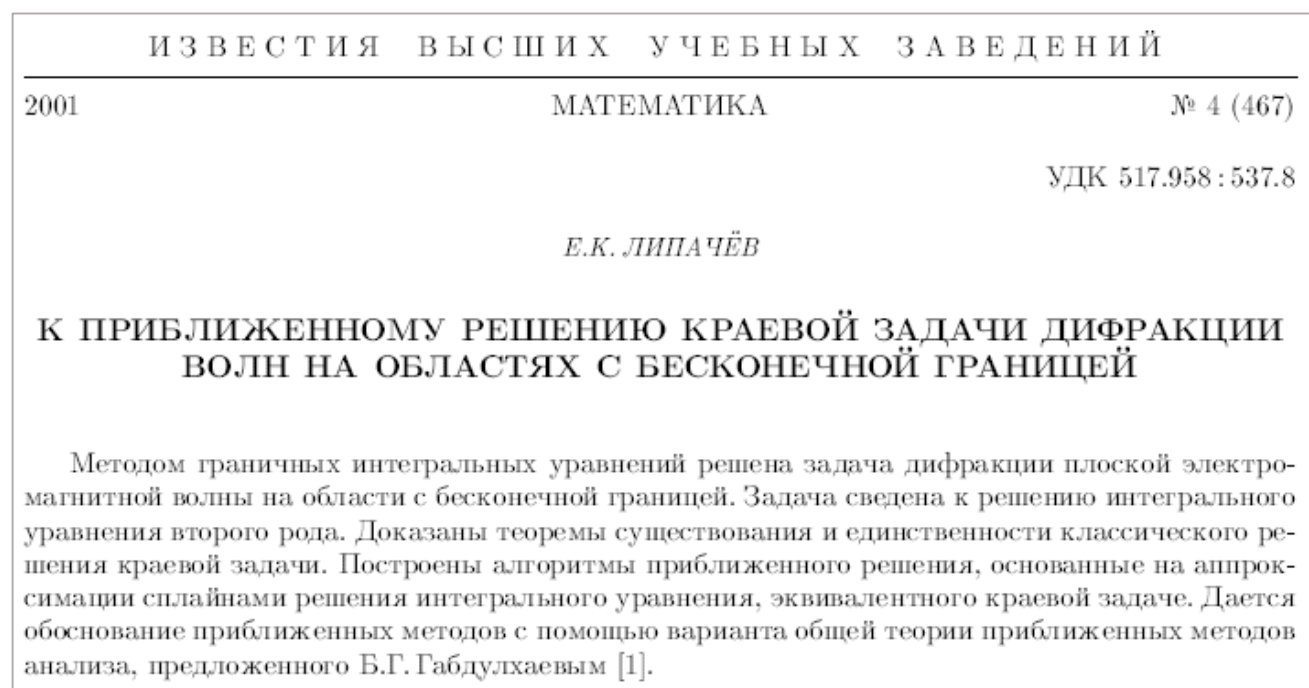 ИЗВЕСТИЯ ВЫСШИХ УЧЕБНЫХ ЗАВЕДЕНИЙ
2001 МАТЕМАТИКА № 4 (467)
УДК 517.958 : 537.8
Е.К. ЛИПАЧЁВ
К ПРИБЛИЖЕННОМУ РЕШЕНИЮ КРАЕВОЙ ЗАДАЧИ ДИФРАКЦИИ
ВОЛН НА ОБЛАСТЯХ С БЕСКОНЕЧНОЙ ГРАНИЦЕЙ
Методом граничных интегральных уравнений решена задача дифракции плоской электро-
магнитной волны на области с бесконечной границей. Задача сведена к решению интегрального
уравнения второго рода. Доказаны теоремы существования и единственности классического ре-
шения краевой задачи. Построены алгоритмы приближенного решения, основанные на аппрок-
симации сплайнами решения интегрального уравнения, эквивалентного краевой задаче. Дается
обоснование приближенных методов с помощью варианта общей теории приближенных методов
анализа, предложенного Б.Г. Габдулхаевым [1].